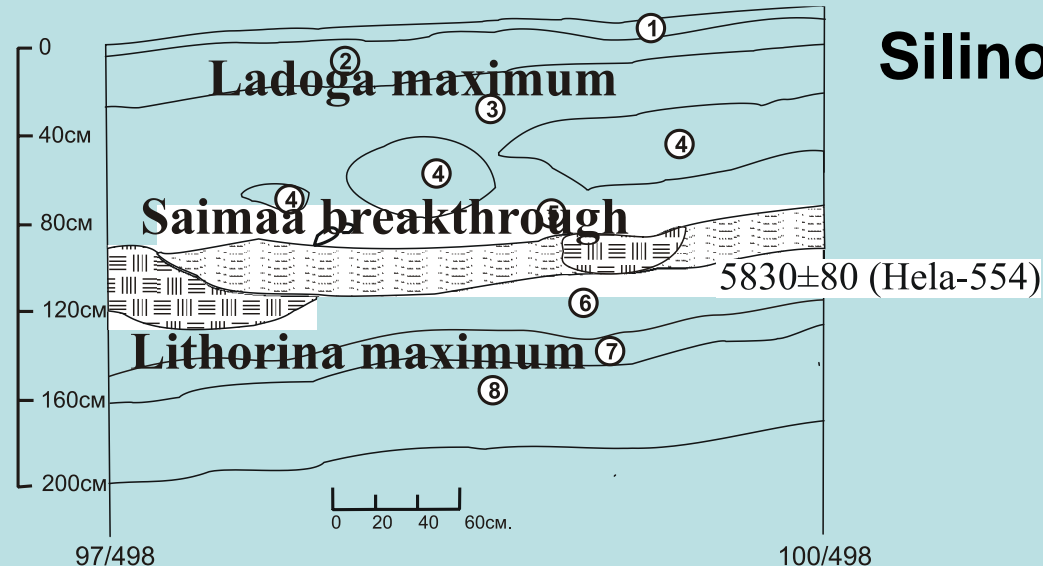 Silino
0
1
2
Ladoga maximum
3
40см
4
4
4
Saimaa breakthrough
5
80см
5830±80 (Hela-554)
6
120см
Lithorina maximum
7
8
160см
200см
0 20 40 60см.
97/498
100/498